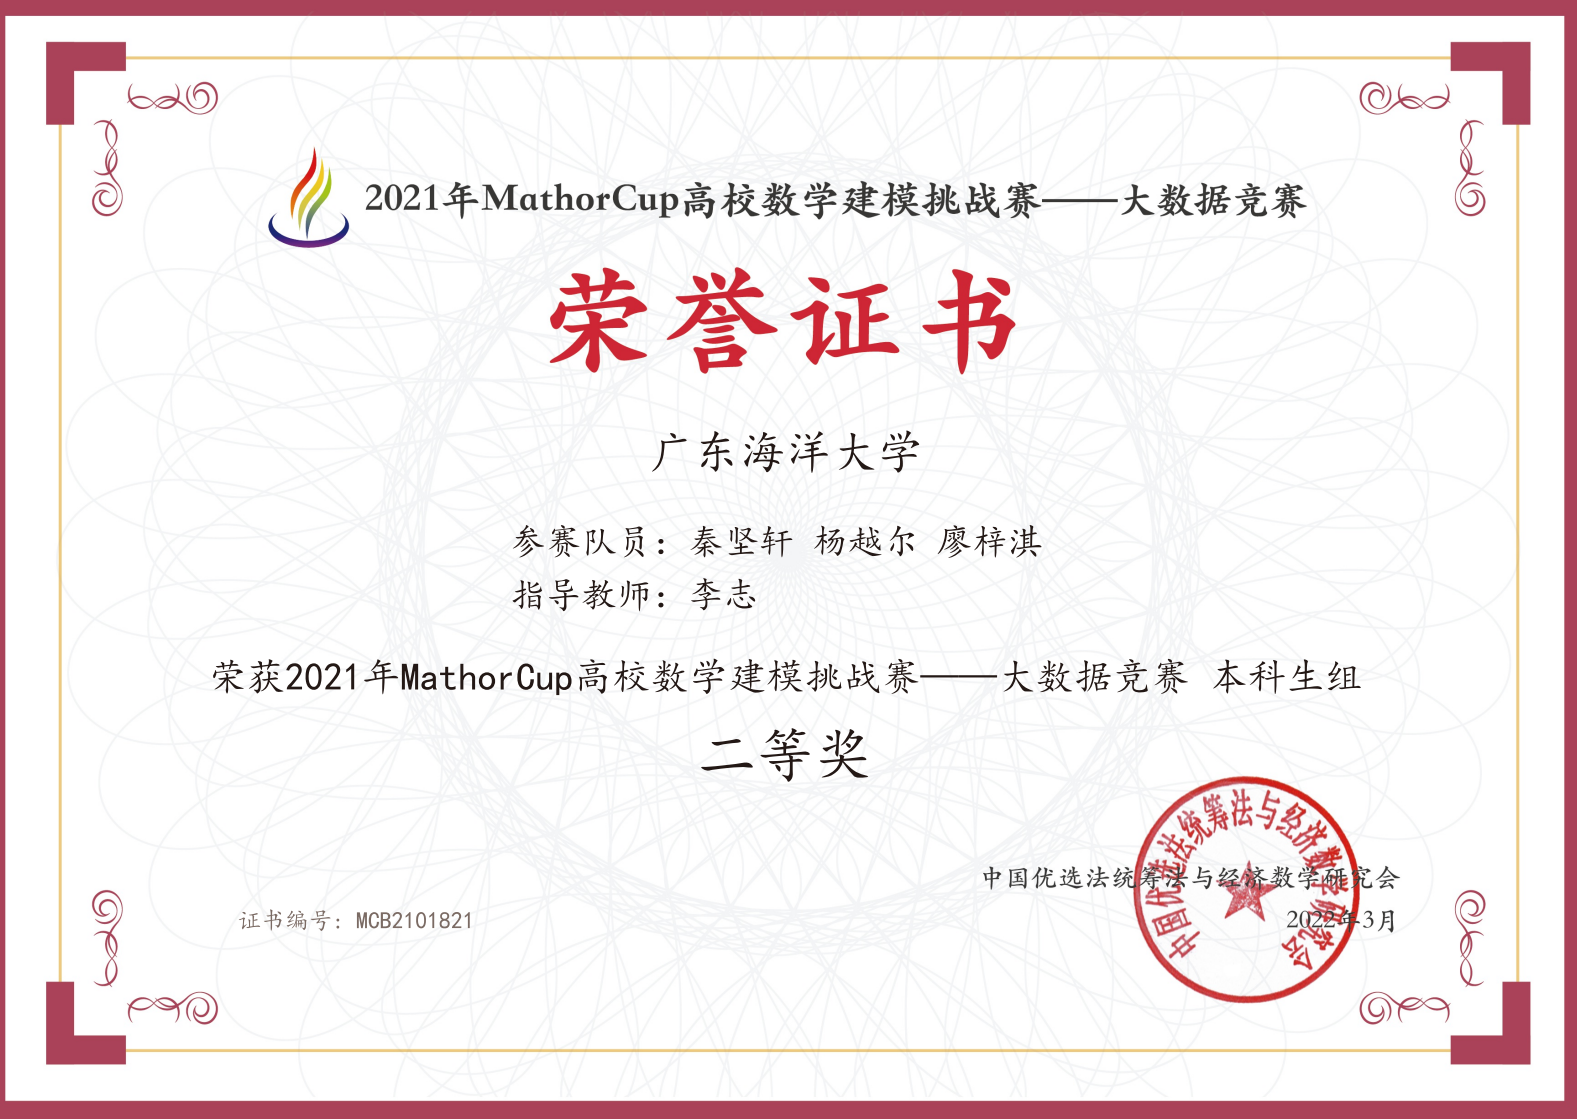 2021年MathorCup高校数学建模挑战赛——大数据竞赛
荣誉证书
广东海洋大学
参赛队员：秦坚轩 杨越尔 廖梓淇
指导教师：李志
荣获2021年MathorCup高校数学建模挑战赛——大数据竞赛 本科生组
二等奖
中国优选法统筹法与经济数学研究会
中国优选法统筹法与经济数学研究会
证书编号：MCB2101821
2022年3月